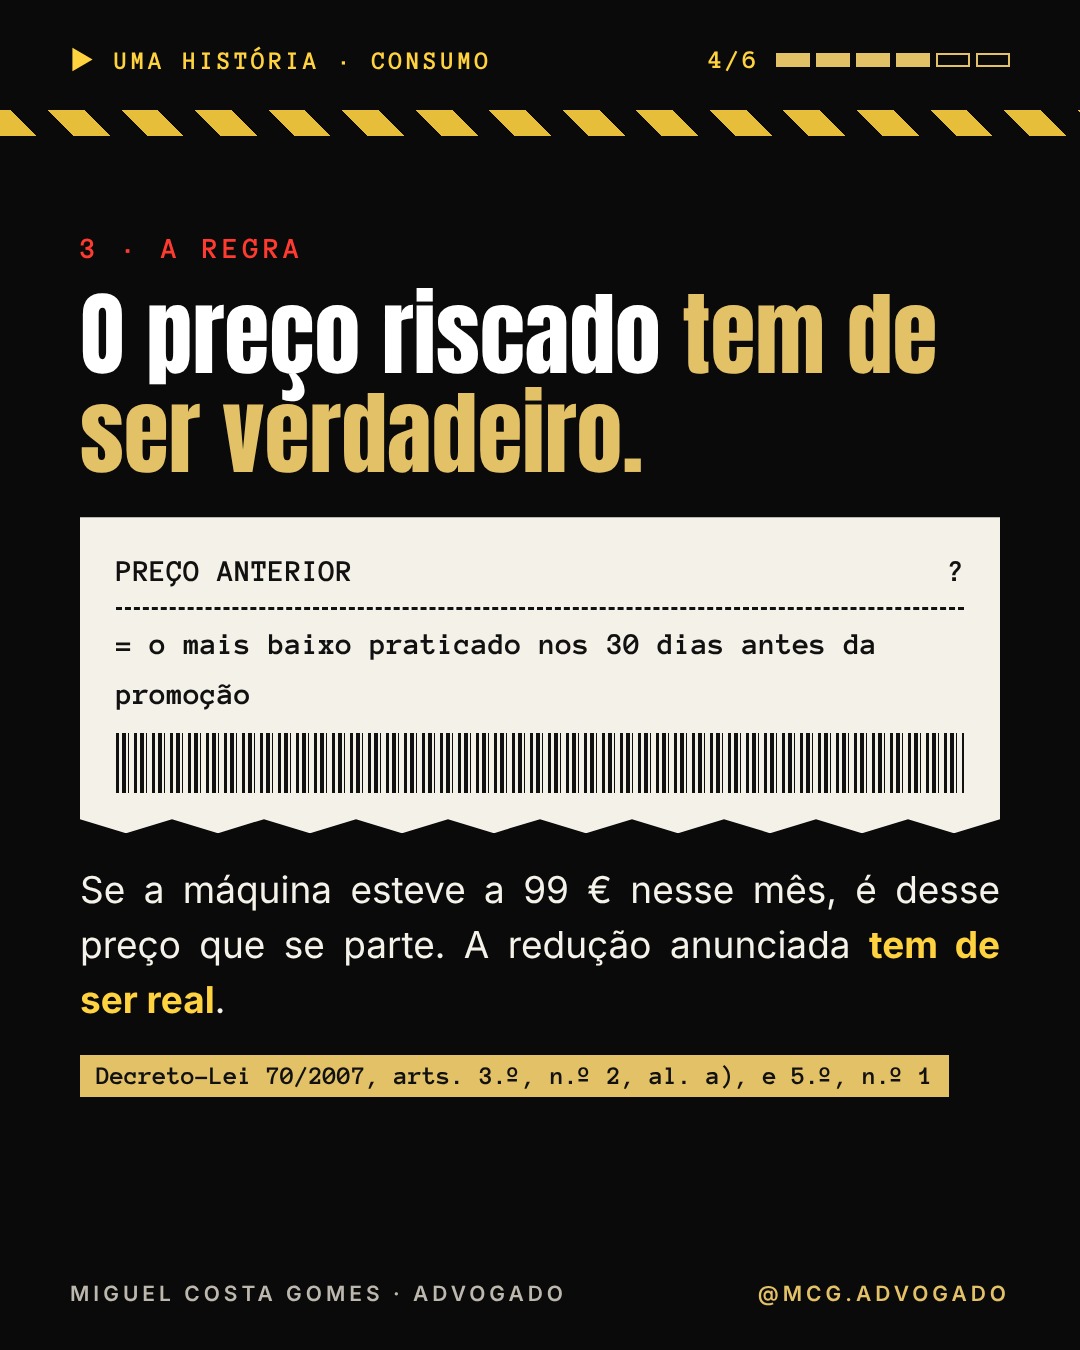 UMA HISTÓRIA · CONSUMO
4/6
3 · A REGRA
O preço riscado tem de
ser verdadeiro.
PREÇO ANTERIOR ?
= o mais baixo praticado nos 30 dias antes da
promoção
Se a máquina esteve a 99 € nesse mês, é desse
preço que se parte. A redução anunciada tem de
ser real.
Decreto-Lei 70/2007, arts. 3.º, n.º 2, al. a), e 5.º, n.º 1
MIGUEL COSTA GOMES · ADVOGADO
@MCG.ADVOGADO